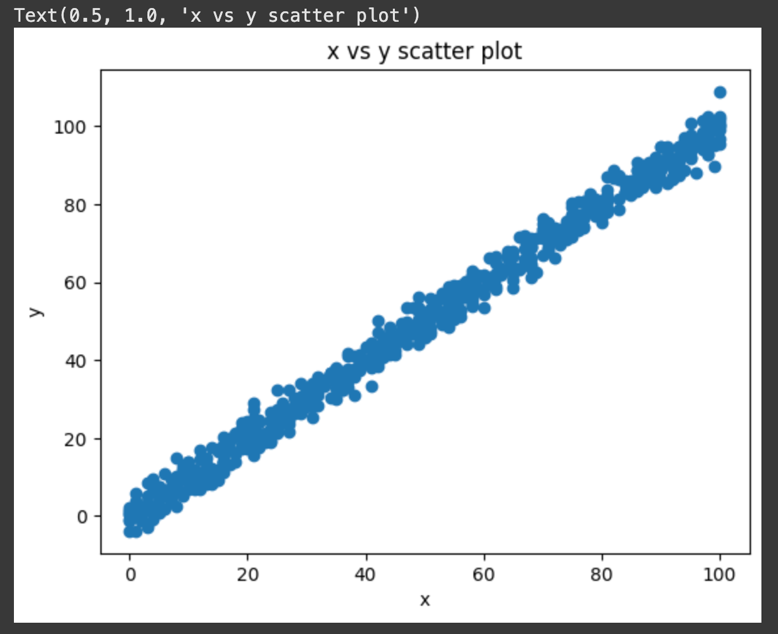 Text(0.5, 1.0, 'x vs y scatter plot')
x vs y scatter plot
100
80
60
40
20
0
y
0 20 40 60 80 100
x